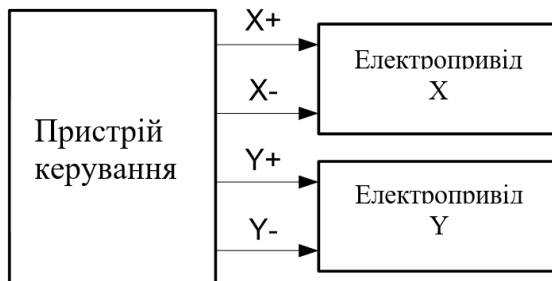 X+
Електропривід
X
X-
Пристрій
керування
Y+
Електропривід
Y
Y-